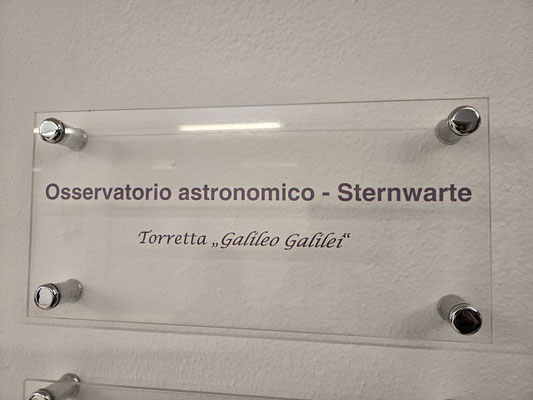 Osservatorio astronomico - Sternwarte
Torretta „Galileo Galilei“